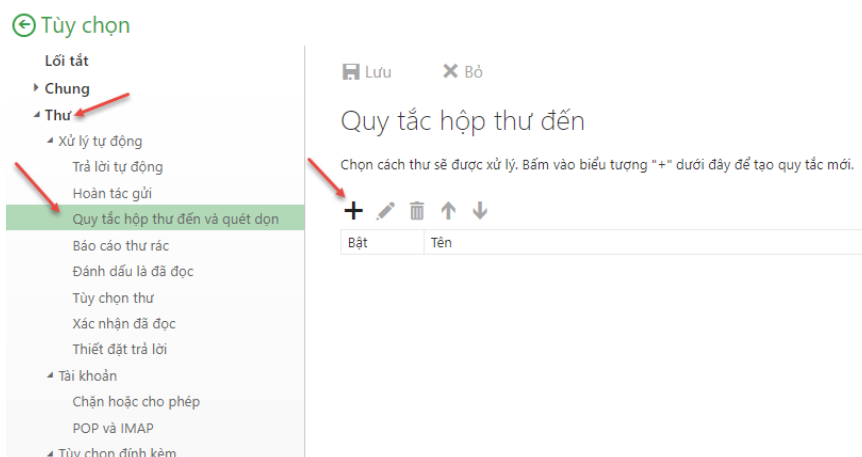 Tùy chọn
Lối tắt
Chung
Thư
Xử lý tự động
Trả lời tự động
Hoàn tác gửi
Quy tắc hộp thư đến và quét dọn
Báo cáo thư rác
Đánh dấu là đã đọc
Tùy chọn thư
Xác nhận đã đọc
Thiết đặt trả lời
Tài khoản
Chặn hoặc cho phép
POP và IMAP
Tùy chọn đính kèm
Lưu Bỏ
Quy tắc hộp thư đến
Chọn cách thư sẽ được xử lý. Bấm vào biểu tượng "+" dưới đây để tạo quy tắc mới.
Bật Tên